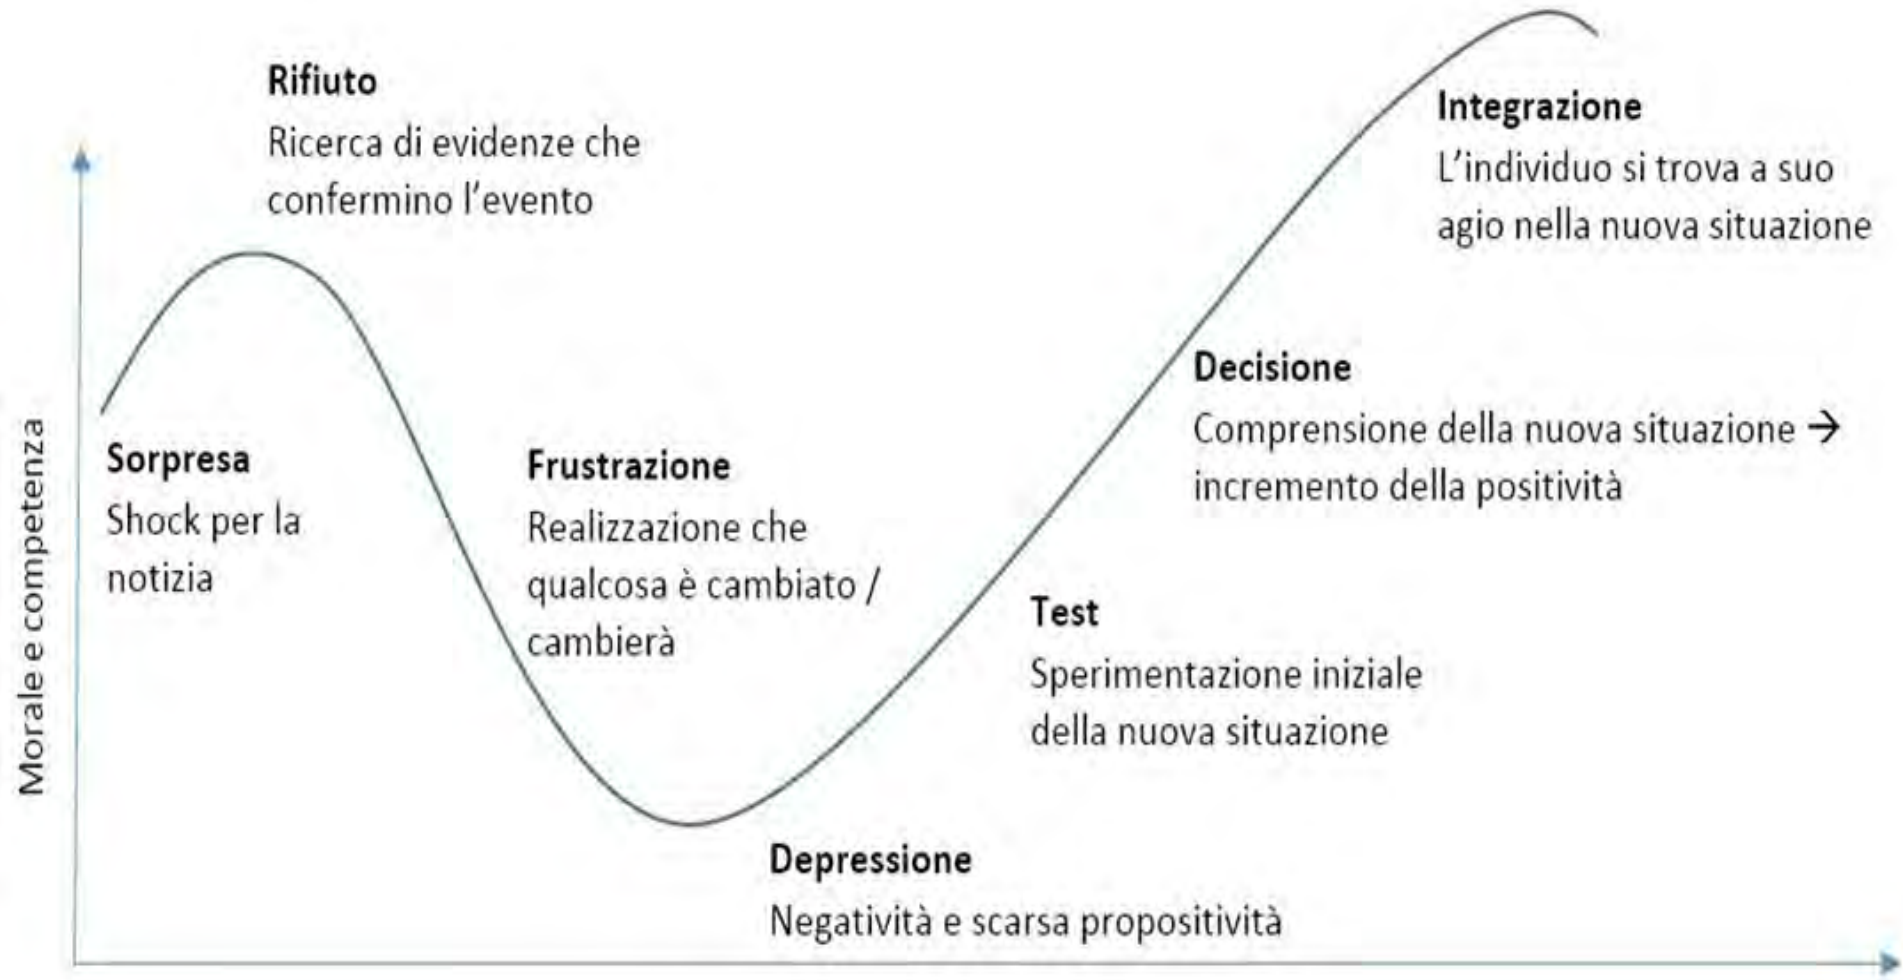 Rifiuto
Ricerca di evidenze che
confermino l'evento
Integrazione
L'individuo si trova a suo
agio nella nuova situazione
Decisione
Comprensione della nuova situazione →
incremento della positività
Sorpresa
Shock per la
notizia
Frustrazione
Realizzazione che
qualcosa è cambiato /
cambierà
Test
Sperimentazione iniziale
della nuova situazione
Depressione
Negatività e scarsa propositività
Morale e competenza